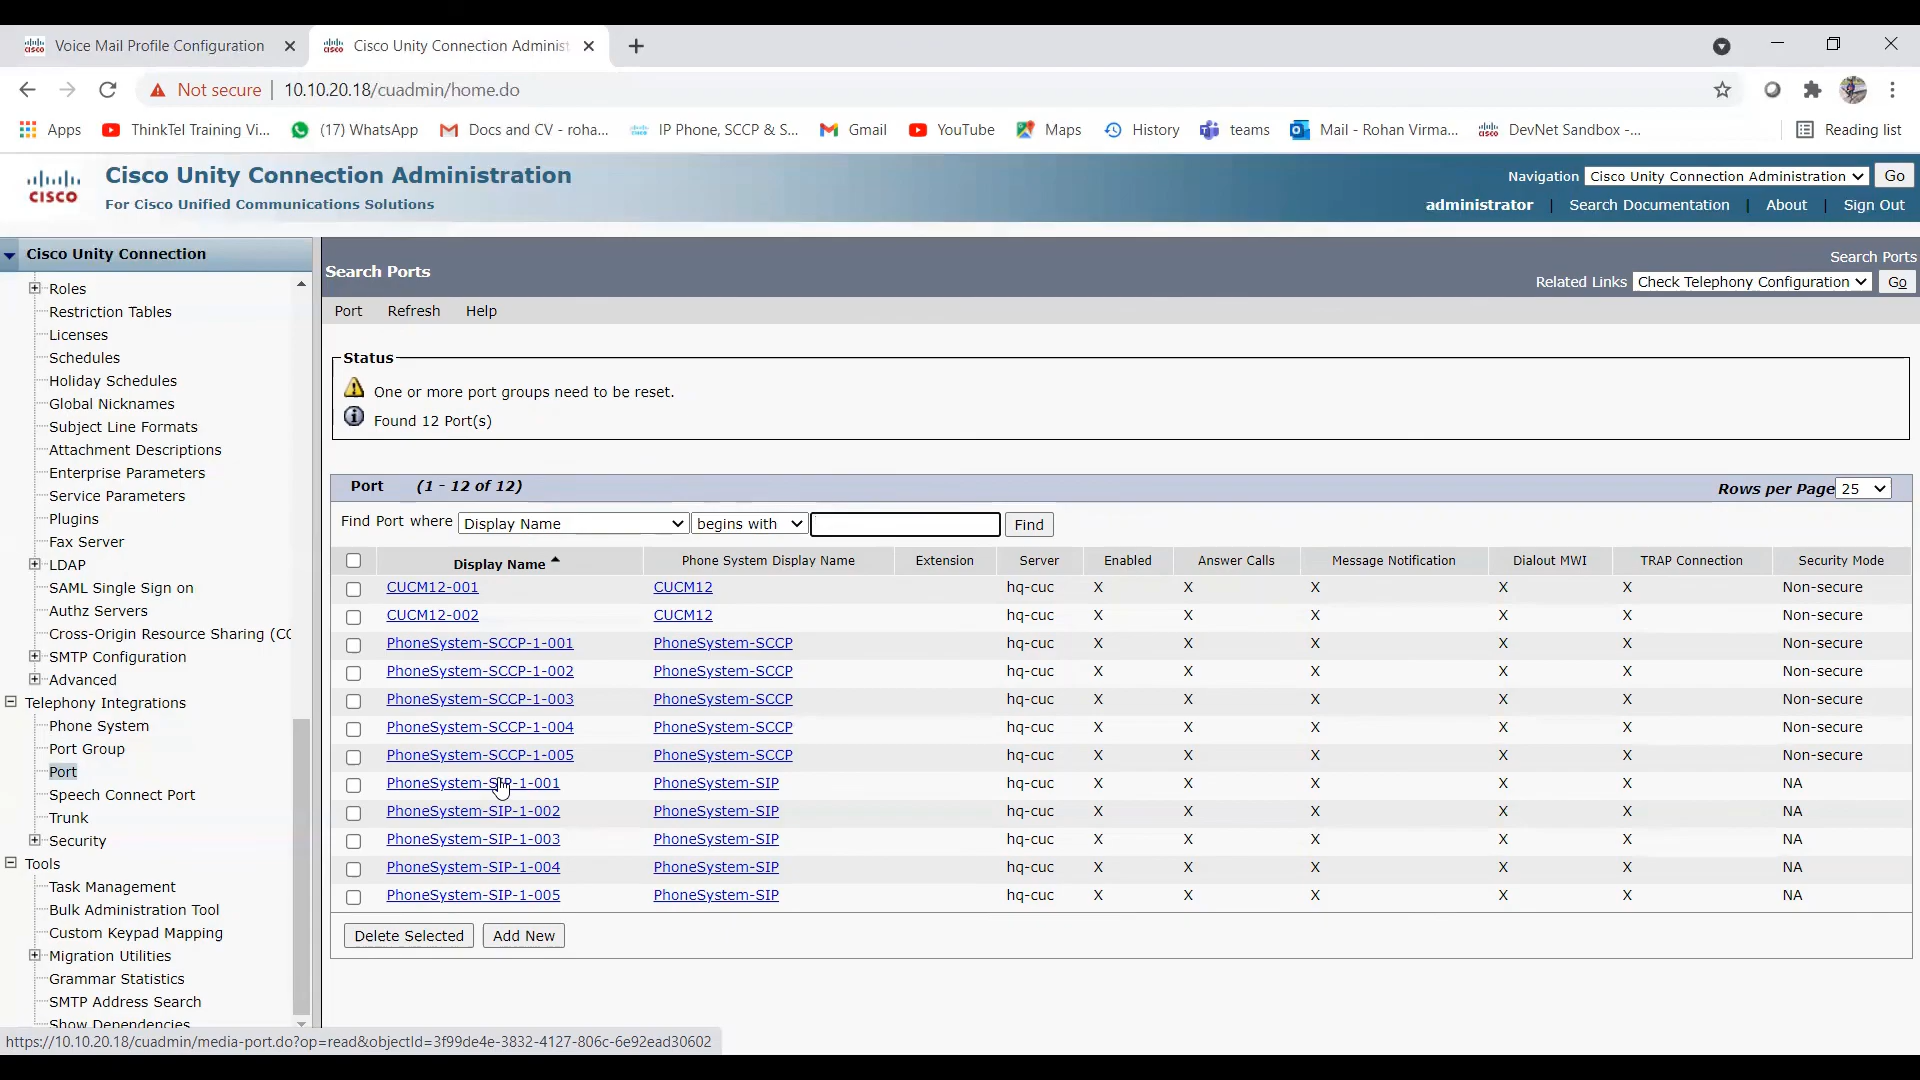 Voice Mail Profile Configuration
Cisco Unity Connection Administ
Not secure | 10.10.20.18/cuadmin/home.do
Apps ThinkTel Training Vi... (17) WhatsApp Docs and CV - roha... IP Phone, SCCP & S... Gmail YouTube Maps History teams Mail - Rohan Virma... DevNet Sandbox -... Reading list
CISCO
Cisco Unity Connection Administration
For Cisco Unified Communications Solutions
Navigation Cisco Unity Connection Administration Go
administrator | Search Documentation | About | Sign Out
Cisco Unity Connection
Roles
Restriction Tables
Licenses
Schedules
Holiday Schedules
Global Nicknames
Subject Line Formats
Attachment Descriptions
Enterprise Parameters
Service Parameters
Plugins
Fax Server
LDAP
SAML Single Sign on
Authz Servers
Cross-Origin Resource Sharing (CO
SMTP Configuration
Advanced
Telephony Integrations
Phone System
Port Group
Port
Speech Connect Port
Trunk
Security
Tools
Task Management
Bulk Administration Tool
Custom Keypad Mapping
Migration Utilities
Grammar Statistics
SMTP Address Search
Show Dependencies
Search Ports
Search Ports
Related Links Check Telephony Configuration Go
Port Refresh Help
Status
One or more port groups need to be reset.
Found 12 Port(s)
Port (1 - 12 of 12)
Rows per Page 25
Find Port where Display Name begins with Find
Display Name Phone System Display Name Extension Server Enabled Answer Calls Message Notification Dialout MWI TRAP Connection Security Mode
CUCM12-001 CUCM12 hq-cuc X X X X X Non-secure
CUCM12-002 CUCM12 hq-cuc X X X X X Non-secure
PhoneSystem-SCCP-1-001 PhoneSystem-SCCP hq-cuc X X X X X Non-secure
PhoneSystem-SCCP-1-002 PhoneSystem-SCCP hq-cuc X X X X X Non-secure
PhoneSystem-SCCP-1-003 PhoneSystem-SCCP hq-cuc X X X X X Non-secure
PhoneSystem-SCCP-1-004 PhoneSystem-SCCP hq-cuc X X X X X Non-secure
PhoneSystem-SCCP-1-005 PhoneSystem-SCCP hq-cuc X X X X X Non-secure
PhoneSystem-SIP-1-001 PhoneSystem-SIP hq-cuc X X X X X NA
PhoneSystem-SIP-1-002 PhoneSystem-SIP hq-cuc X X X X X NA
PhoneSystem-SIP-1-003 PhoneSystem-SIP hq-cuc X X X X X NA
PhoneSystem-SIP-1-004 PhoneSystem-SIP hq-cuc X X X X X NA
PhoneSystem-SIP-1-005 PhoneSystem-SIP hq-cuc X X X X X NA
Delete Selected Add New
https://10.10.20.18/cuadmin/media-port.do?op=read&objectId=3f99de4e-3832-4127-806c-6e92ead30602